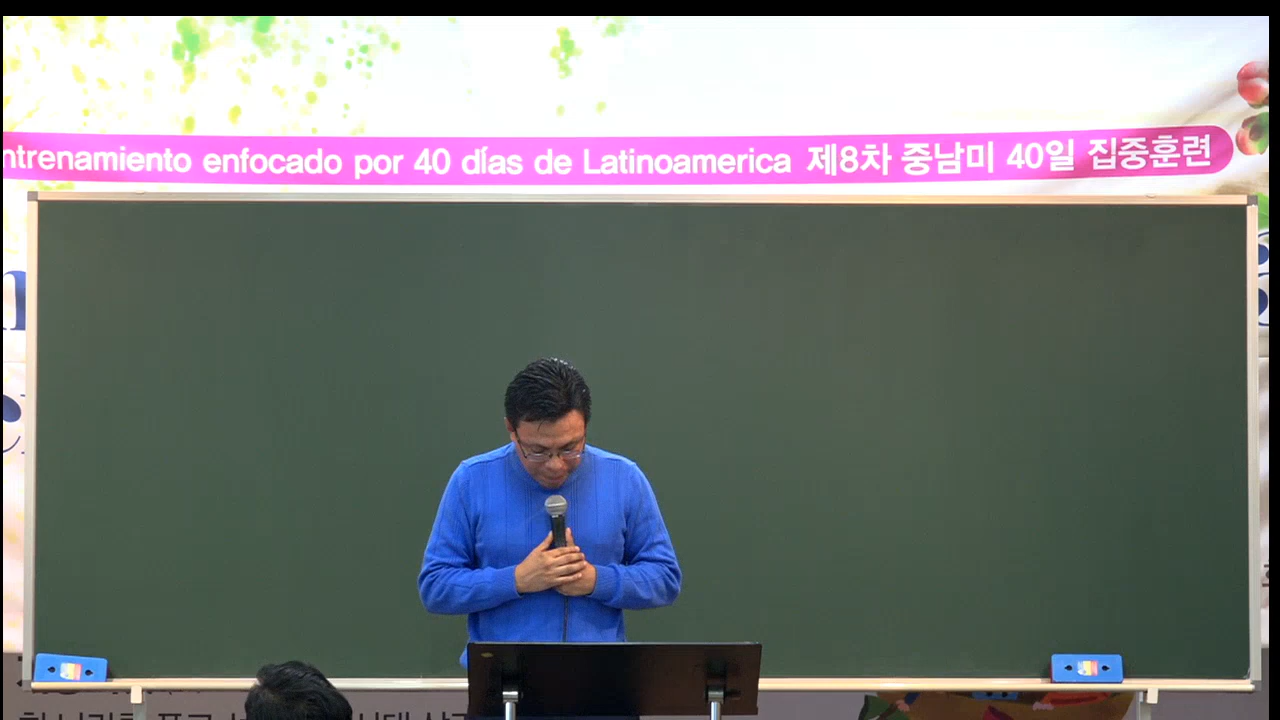 ntrenamiento enfocado por 40 días de Latinoamerica 제8차 중남미 40일 집중훈련